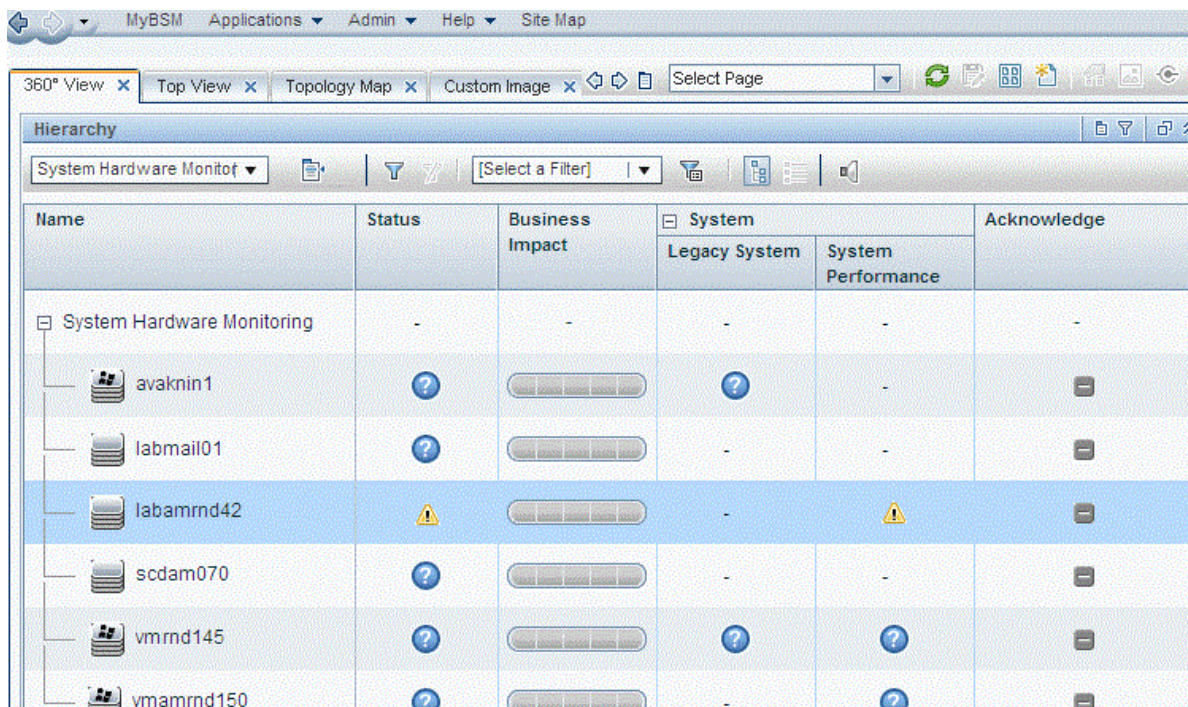 MyBSM Applications Admin Help Site Map
360° View Top View Topology Map Custom Image Select Page
Hierarchy
System Hardware Monitor [Select a Filter]
Name Status Business Impact System Acknowledge
Legacy System System Performance
System Hardware Monitoring - - - - -
avaknin1 -
labmail01 - -
labamrnd42 -
scdam070 - -
vmrnd145
vmamrnd150 -